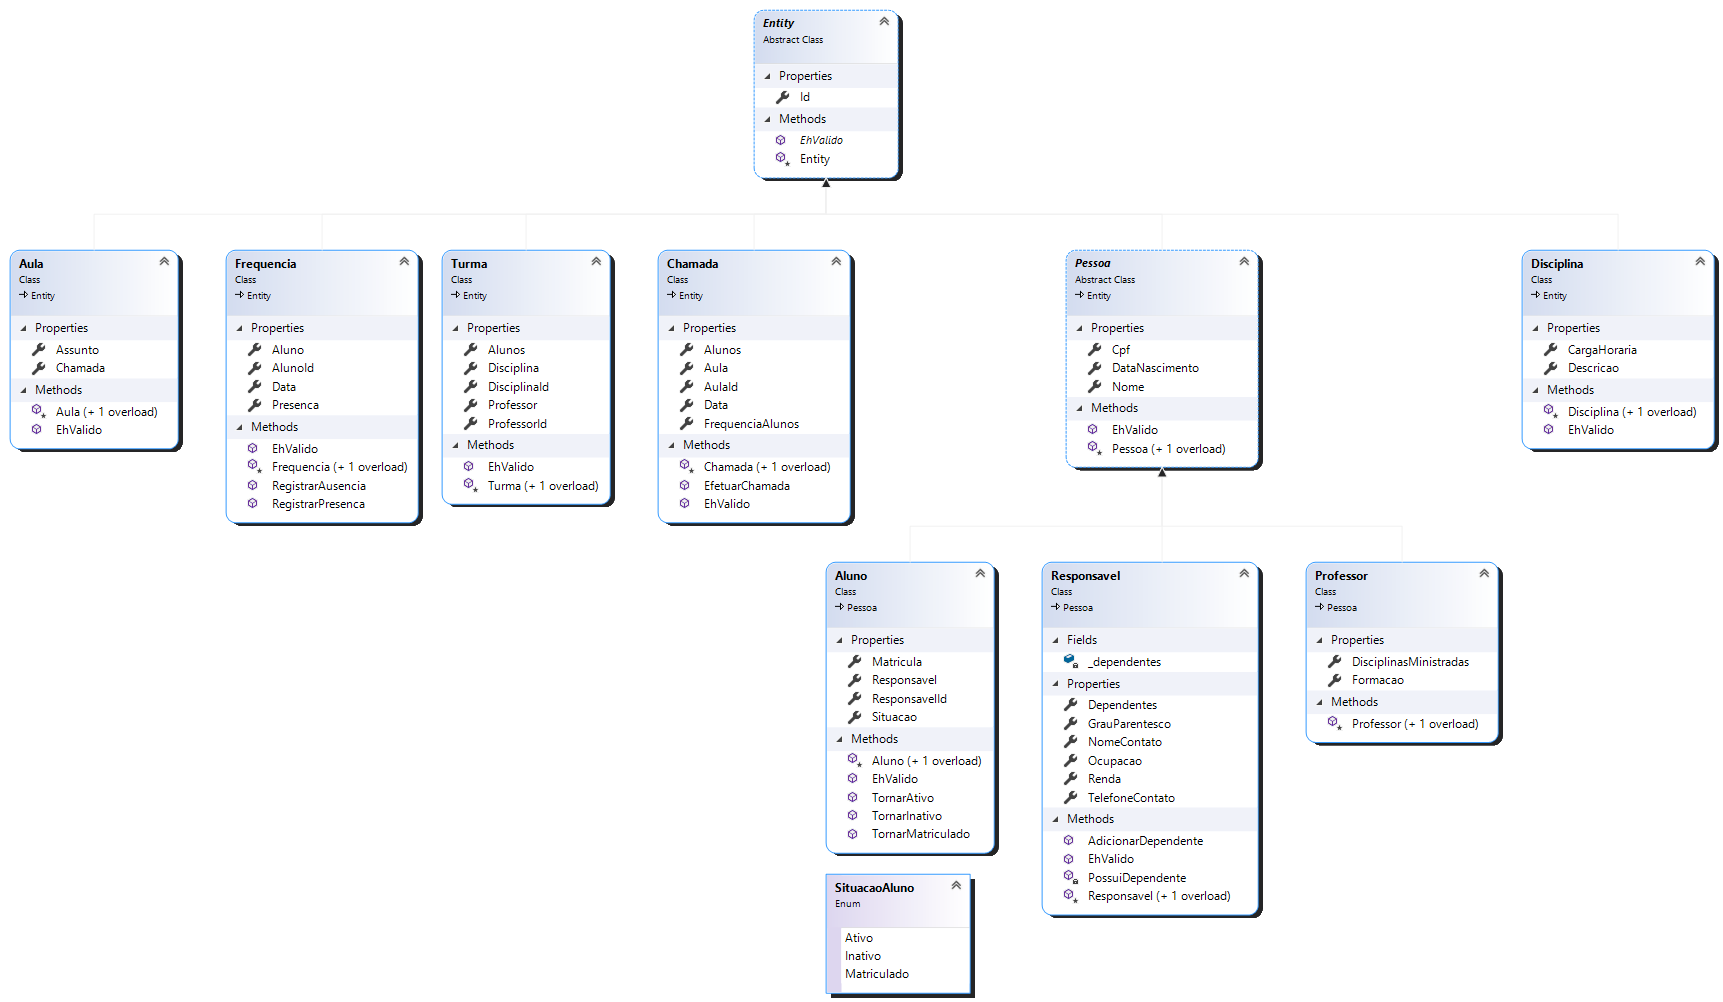 Entity
Abstract Class
Properties
Id
Methods
EhValido
Entity
Aula
Class
Entity
Properties
Assunto
Chamada
Methods
Aula (+ 1 overload)
EhValido
Frequencia
Class
Entity
Properties
Aluno
AlunoId
Data
Presenca
Methods
EhValido
Frequencia (+ 1 overload)
RegistrarAusencia
RegistrarPresenca
Turma
Class
Entity
Properties
Alunos
Disciplina
DisciplinaId
Professor
ProfessorId
Methods
EhValido
Turma (+ 1 overload)
Chamada
Class
Entity
Properties
Alunos
Aula
AulaId
Data
FrequenciaAlunos
Methods
Chamada (+ 1 overload)
EfetuarChamada
EhValido
Pessoa
Abstract Class
Entity
Properties
Cpf
DataNascimento
Nome
Methods
EhValido
Pessoa (+ 1 overload)
Disciplina
Class
Entity
Properties
CargaHoraria
Descricao
Methods
Disciplina (+ 1 overload)
EhValido
Aluno
Class
Pessoa
Properties
Matricula
Responsavel
ResponsavelId
Situacao
Methods
Aluno (+ 1 overload)
EhValido
TornarAtivo
TornarInativo
TornarMatriculado
Responsavel
Class
Pessoa
Fields
_dependentes
Properties
Dependentes
GrauParentesco
NomeContato
Ocupacao
Renda
TelefoneContato
Methods
AdicionarDependente
EhValido
PossuiDependente
Responsavel (+ 1 overload)
Professor
Class
Pessoa
Properties
DisciplinasMinistradas
Formacao
Methods
Professor (+ 1 overload)
SituacaoAluno
Enum
Ativo
Inativo
Matriculado